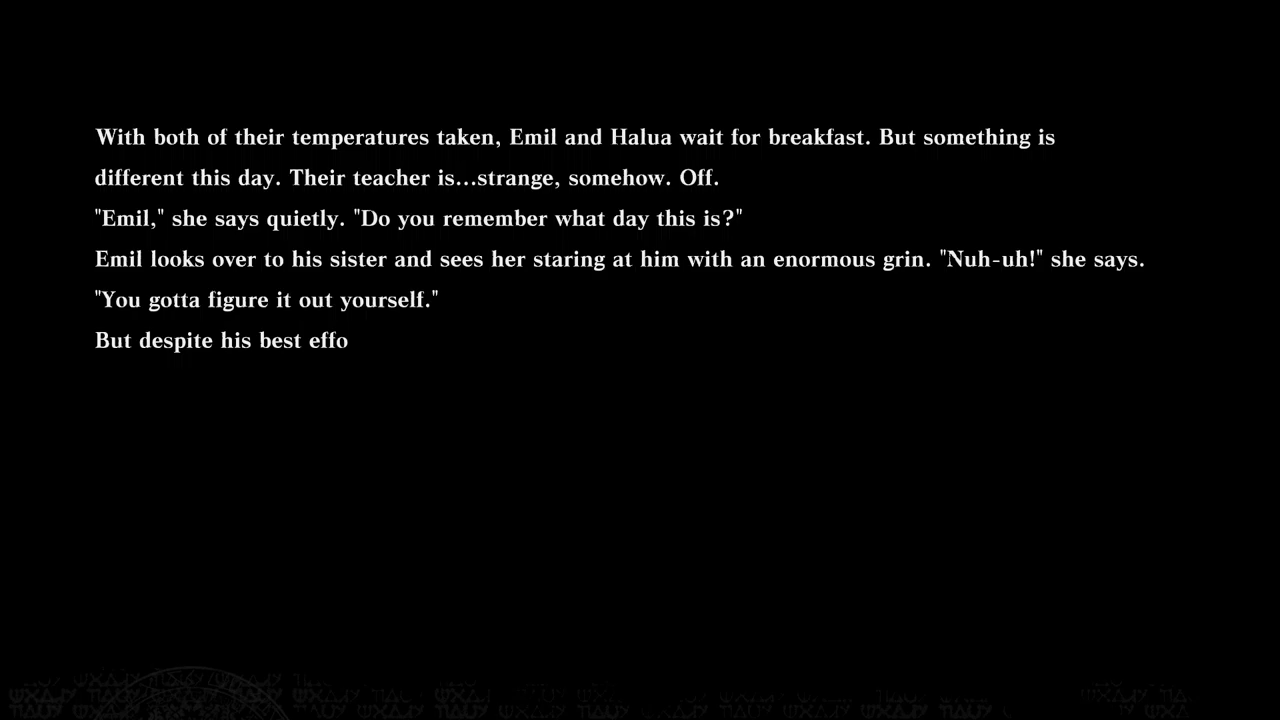 With both of their temperatures taken, Emil and Halua wait for breakfast. But something is
different this day. Their teacher is...strange, somehow. Off.
"Emil," she says quietly. "Do you remember what day this is?"
Emil looks over to his sister and sees her staring at him with an enormous grin. "Nuh-uh!" she says.
"You gotta figure it out yourself."
But despite his best effo